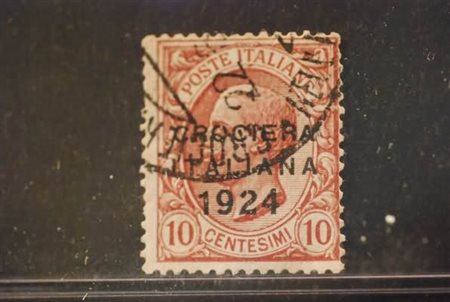 POSTE ITALIANE
CROCIERA
ITALIANA
1924
10 CENTESIMI 10